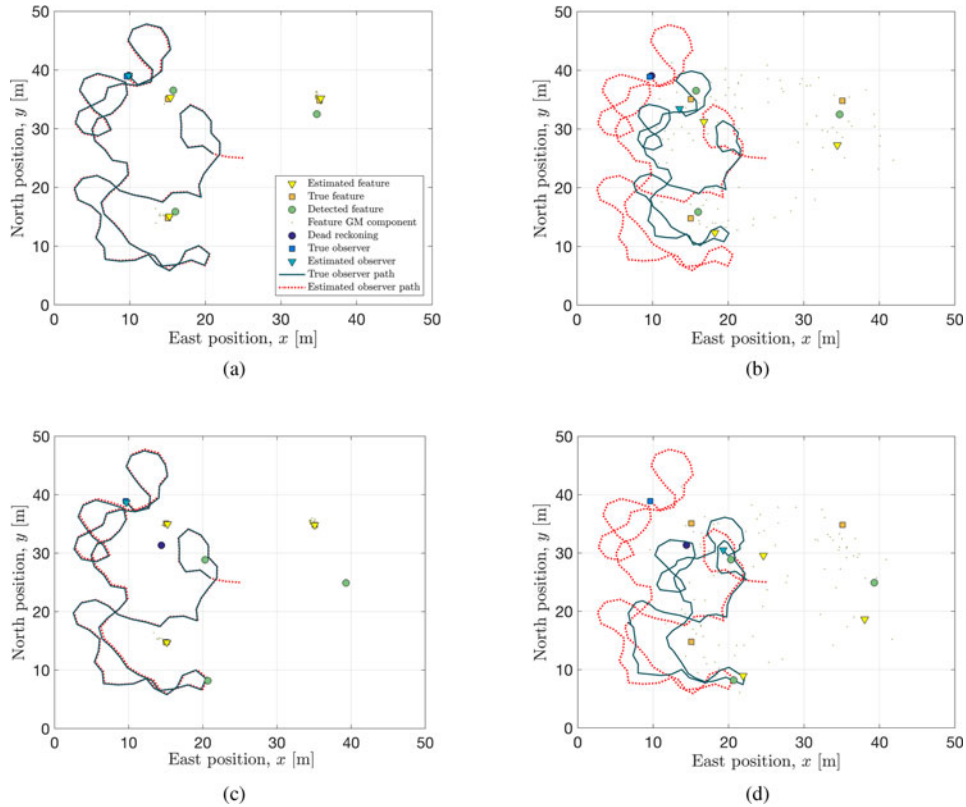 50
40
30
20
10
0
North position, y [m]
0 10 20 30 40 50
East position, x [m]
Estimated feature
True feature
Detected feature
Feature GM component
Dead reckoning
True observer
Estimated observer
True observer path
Estimated observer path
(a)
50
40
30
20
10
0
North position, y [m]
0 10 20 30 40 50
East position, x [m]
(b)
50
40
30
20
10
0
North position, y [m]
0 10 20 30 40 50
East position, x [m]
(c)
50
40
30
20
10
0
North position, y [m]
0 10 20 30 40 50
East position, x [m]
(d)